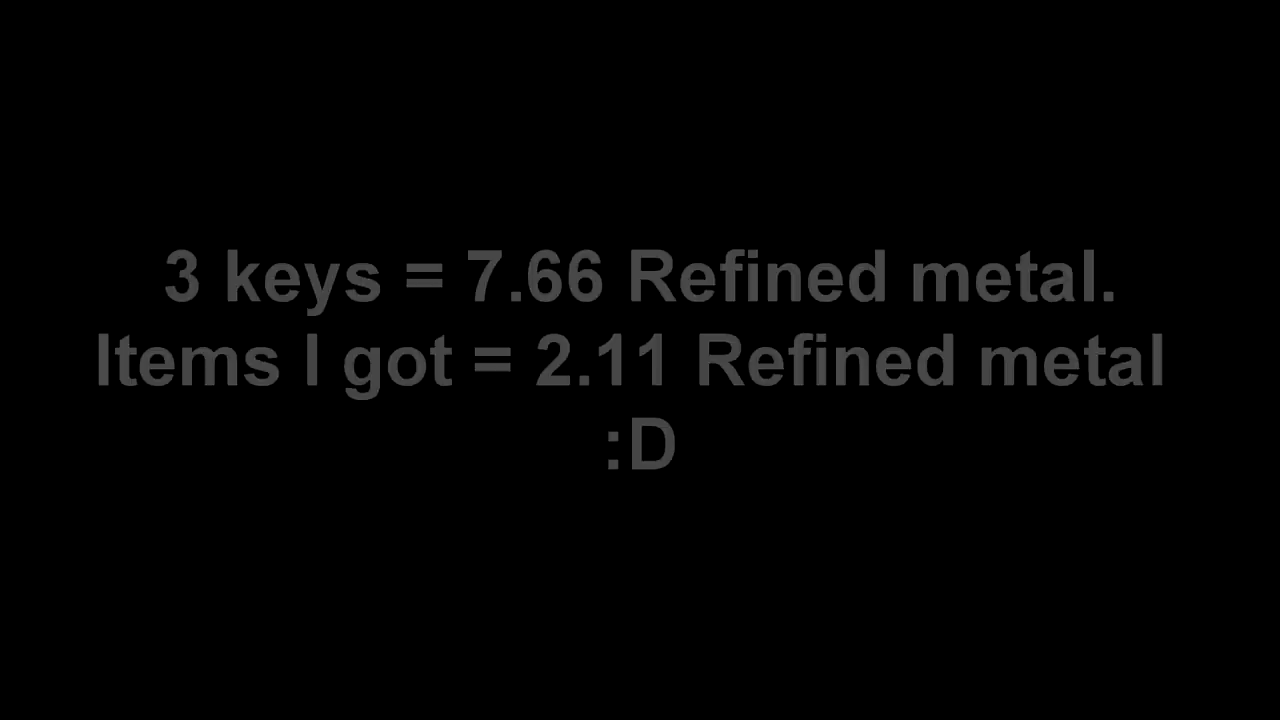 3 keys = 7.66 Refined metal.
Items I got = 2.11 Refined metal
:D